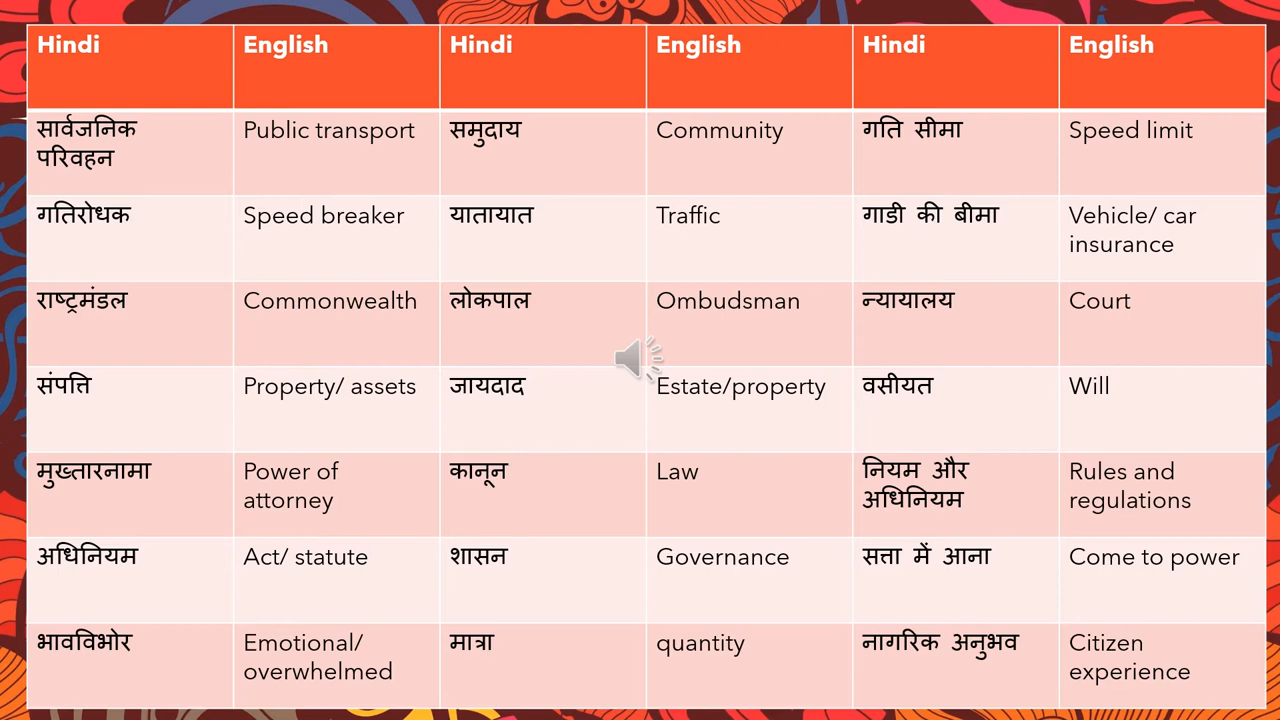 Hindi English Hindi English Hindi English
सार्वजनिक परिवहन Public transport समुदाय Community गति सीमा Speed limit
गतिरोधक Speed breaker यातायात Traffic गाडी की बीमा Vehicle/ car insurance
राष्ट्रमंडल Commonwealth लोकपाल Ombudsman न्यायालय Court
संपत्ति Property/ assets जायदाद Estate/property वसीयत Will
मुख्तारनामा Power of attorney कानून Law नियम और अधिनियम Rules and regulations
अधिनियम Act/ statute शासन Governance सत्ता में आना Come to power
भावविभोर Emotional/ overwhelmed मात्रा quantity नागरिक अनुभव Citizen experience